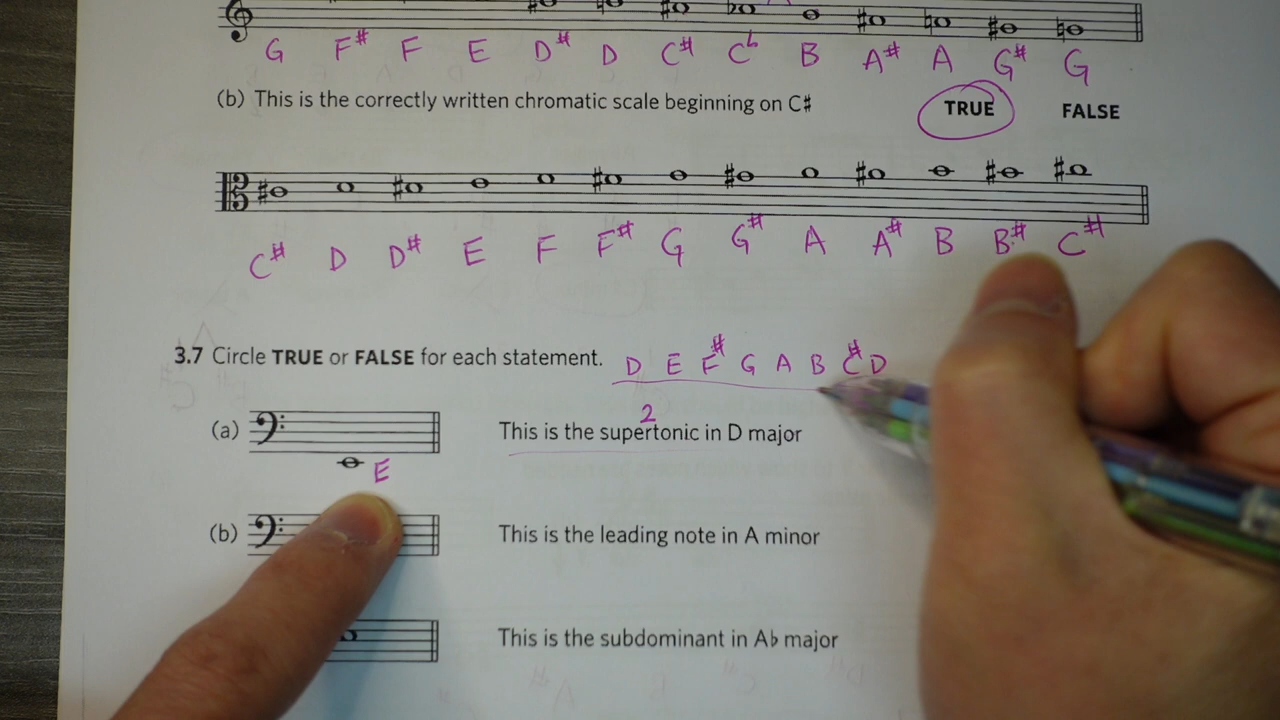 G F# F E D# D C# C♭ B A# A G# G
(b) This is the correctly written chromatic scale beginning on C♯ TRUE FALSE
C# D D# E F F# G G# A A# B B# C#
3.7 Circle TRUE or FALSE for each statement. D E F# G A B C# D
2
(a) This is the supertonic in D major
E
(b) This is the leading note in A minor
This is the subdominant in A♭ major